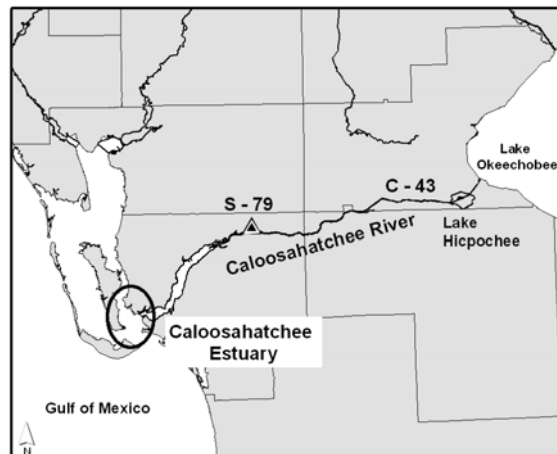 Lake
Okeechobee
C - 43
S - 79
Lake
Hicpochee
Caloosahatchee River
Caloosahatchee
Estuary
Gulf of Mexico
N